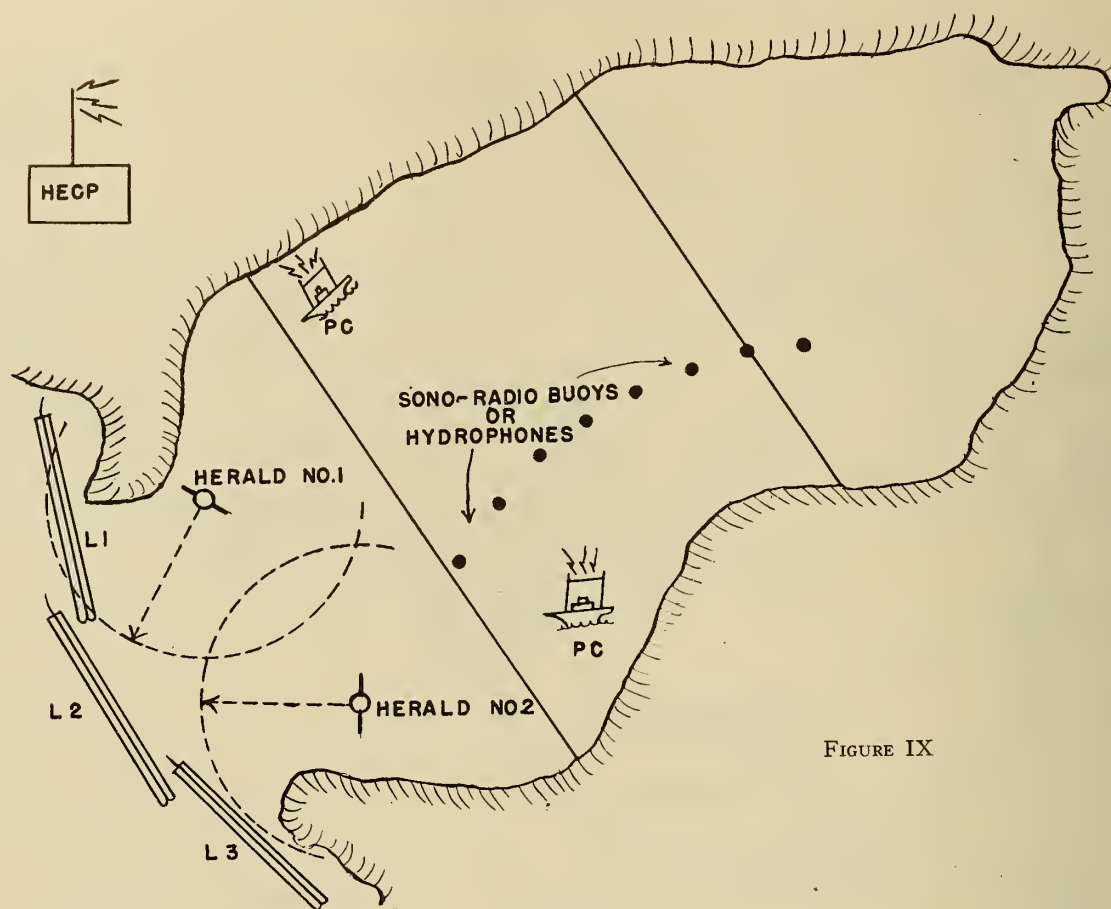 HECP
PC
SONO-RADIO BUOYS
OR
HYDROPHONES
HERALD NO.1
L1
PC
L2
HERALD NO.2
FIGURE IX
L3